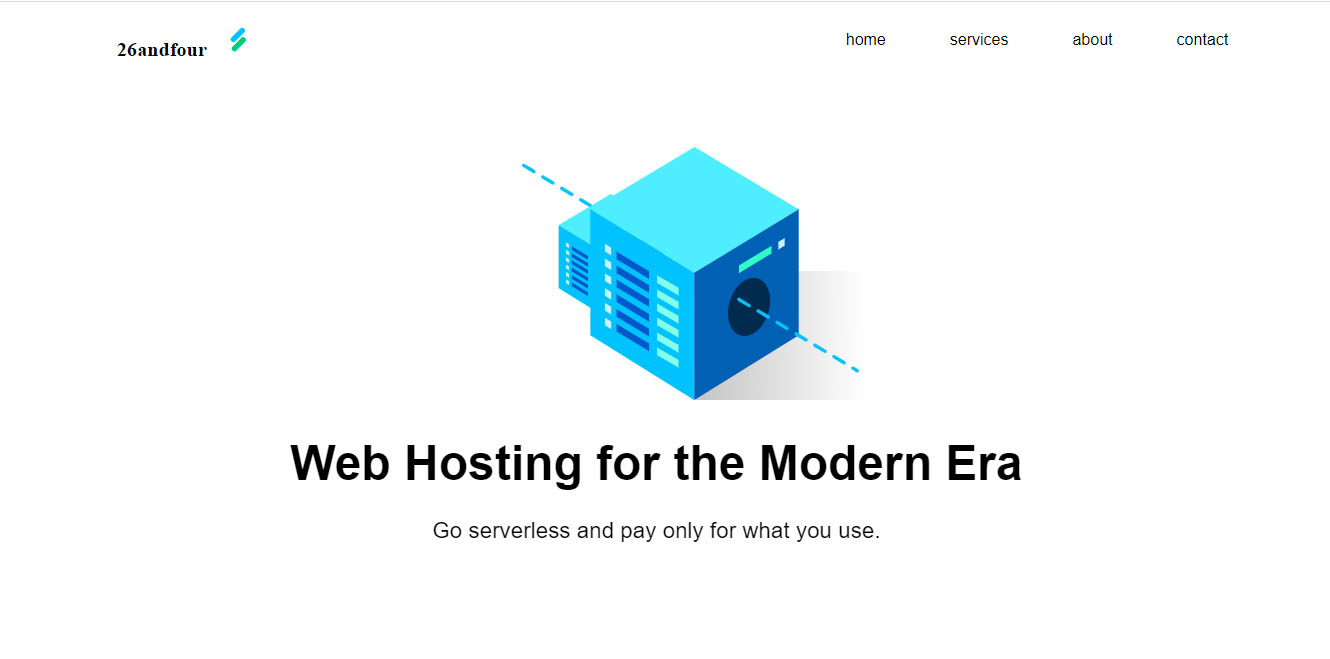 26andfour
home services about contact
Web Hosting for the Modern Era
Go serverless and pay only for what you use.